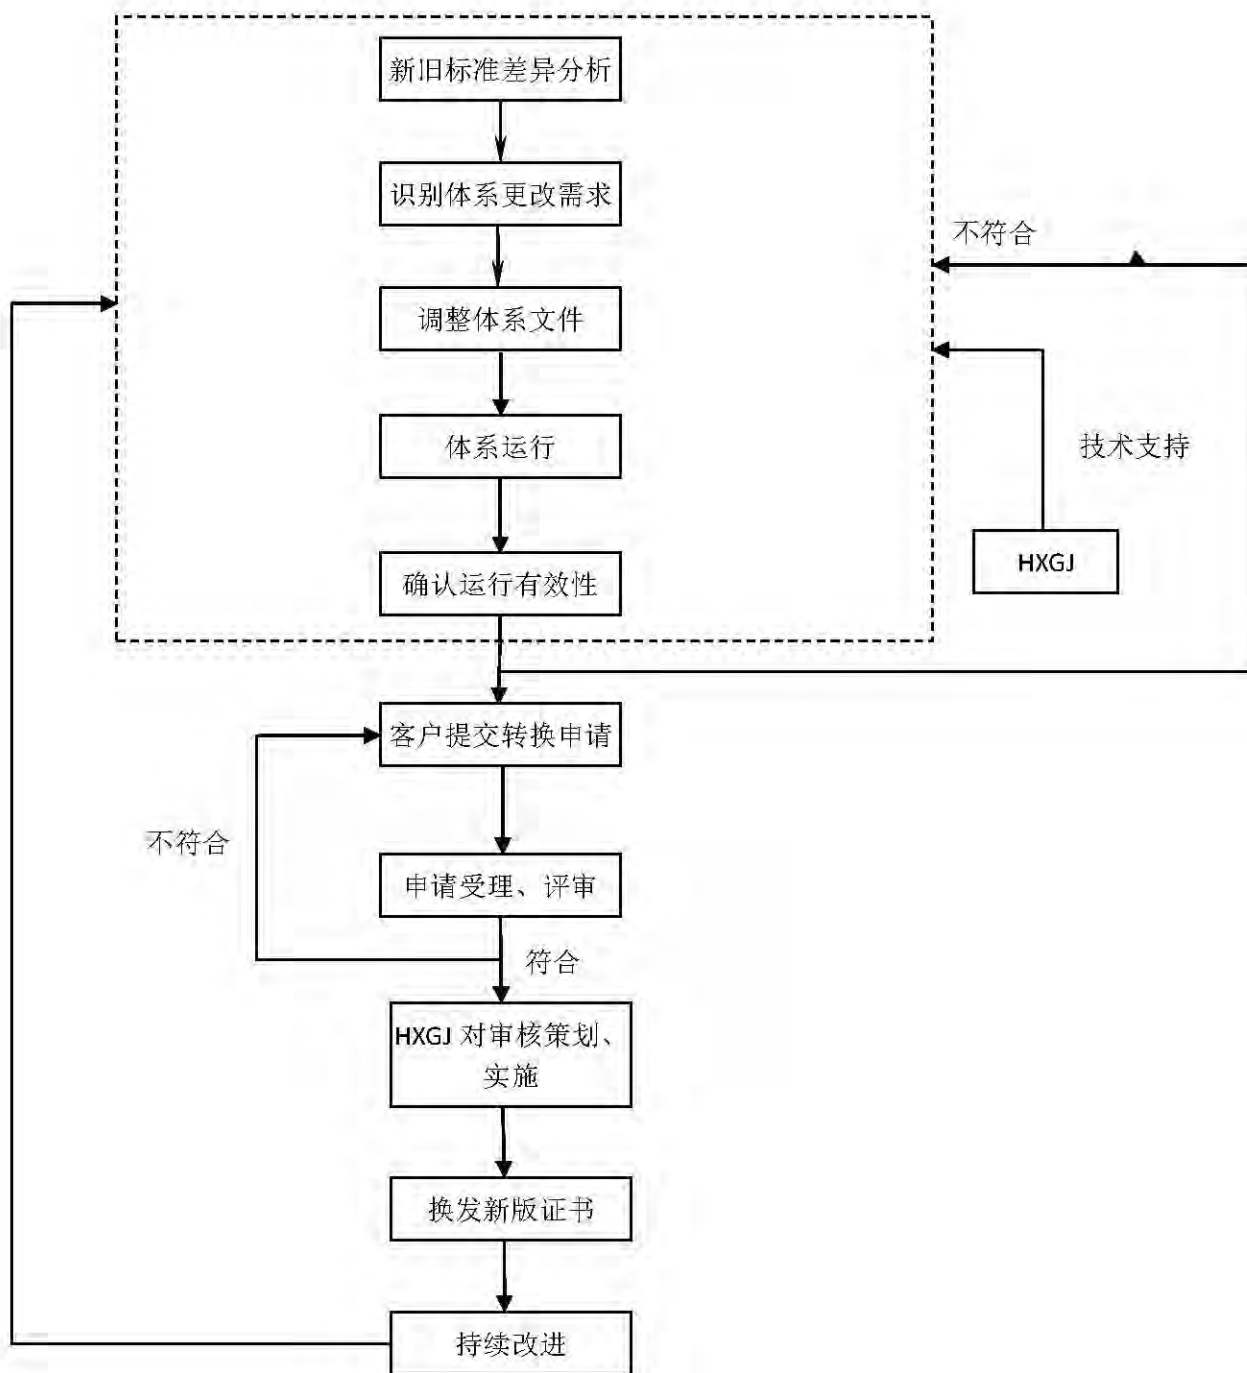 新旧标准差异分析
识别体系更改需求
不符合
调整体系文件
体系运行
技术支持
HXGJ
确认运行有效性
客户提交转换申请
不符合
申请受理、评审
符合
HXGJ 对审核策划、
实施
换发新版证书
持续改进